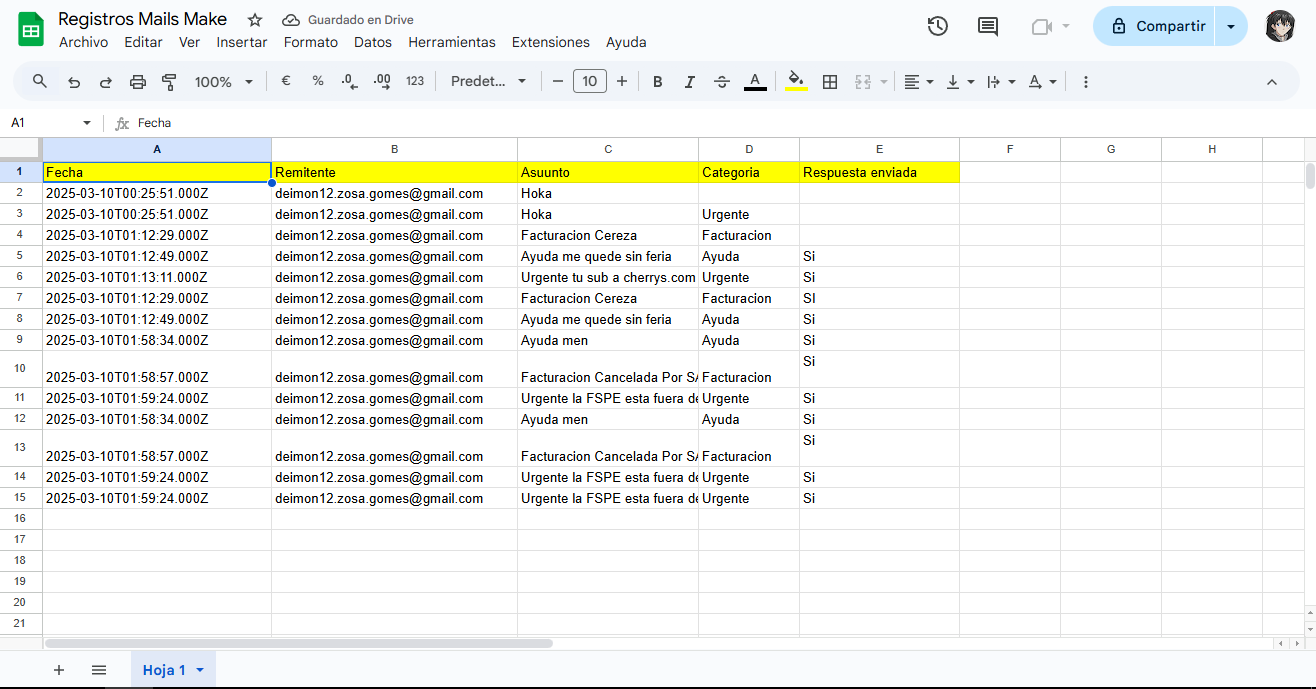 Registros Mails Make Guardado en Drive
Archivo Editar Ver Insertar Formato Datos Herramientas Extensiones Ayuda
Compartir
100% € % .0 .00 123 Predet... 10 B I A A
A1 fx Fecha
A B C D E F G H
1 Fecha Remitente Asuunto Categoria Respuesta enviada
2 2025-03-10T00:25:51.000Z deimon12.zosa.gomes@gmail.com Hoka
3 2025-03-10T00:25:51.000Z deimon12.zosa.gomes@gmail.com Hoka Urgente
4 2025-03-10T01:12:29.000Z deimon12.zosa.gomes@gmail.com Facturacion Cereza Facturacion
5 2025-03-10T01:12:49.000Z deimon12.zosa.gomes@gmail.com Ayuda me quede sin feria Ayuda Si
6 2025-03-10T01:13:11.000Z deimon12.zosa.gomes@gmail.com Urgente tu sub a cherrys.com Urgente Si
7 2025-03-10T01:12:29.000Z deimon12.zosa.gomes@gmail.com Facturacion Cereza Facturacion SI
8 2025-03-10T01:12:49.000Z deimon12.zosa.gomes@gmail.com Ayuda me quede sin feria Ayuda Si
9 2025-03-10T01:58:34.000Z deimon12.zosa.gomes@gmail.com Ayuda men Ayuda Si
10 2025-03-10T01:58:57.000Z deimon12.zosa.gomes@gmail.com Facturacion Cancelada Por SA Facturacion Si
11 2025-03-10T01:59:24.000Z deimon12.zosa.gomes@gmail.com Urgente la FSPE esta fuera de Urgente Si
12 2025-03-10T01:58:34.000Z deimon12.zosa.gomes@gmail.com Ayuda men Ayuda Si
13 2025-03-10T01:58:57.000Z deimon12.zosa.gomes@gmail.com Facturacion Cancelada Por SA Facturacion Si
14 2025-03-10T01:59:24.000Z deimon12.zosa.gomes@gmail.com Urgente la FSPE esta fuera de Urgente Si
15 2025-03-10T01:59:24.000Z deimon12.zosa.gomes@gmail.com Urgente la FSPE esta fuera de Urgente Si
16
17
18
19
20
21
Hoja 1